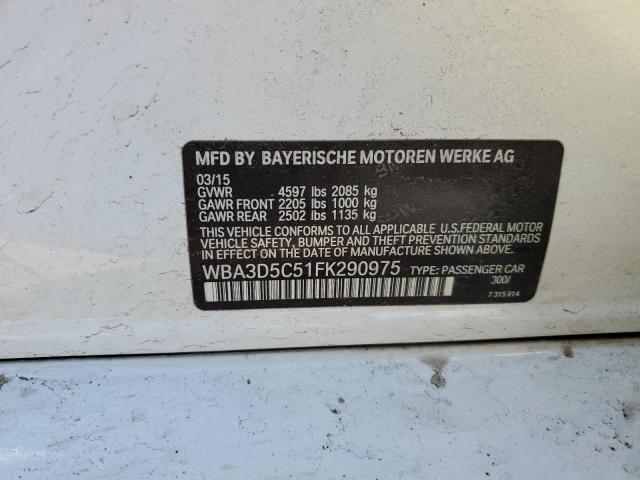 MFD BY BAYERISCHE MOTOREN WERKE AG
03/15
GVWR 4597 lbs 2085 kg
GAWR FRONT 2205 lbs 1000 kg
GAWR REAR 2502 lbs 1135 kg
THIS VEHICLE CONFORMS TO ALL APPLICABLE U.S.FEDERAL MOTOR
VEHICLE SAFETY, BUMPER AND THEFT PREVENTION STANDARDS
IN EFFECT ON DATE OF MANUFACTURE SHOWN ABOVE.
WBA3D5C51FK290975 TYPE: PASSENGER CAR
300/
7 315 814